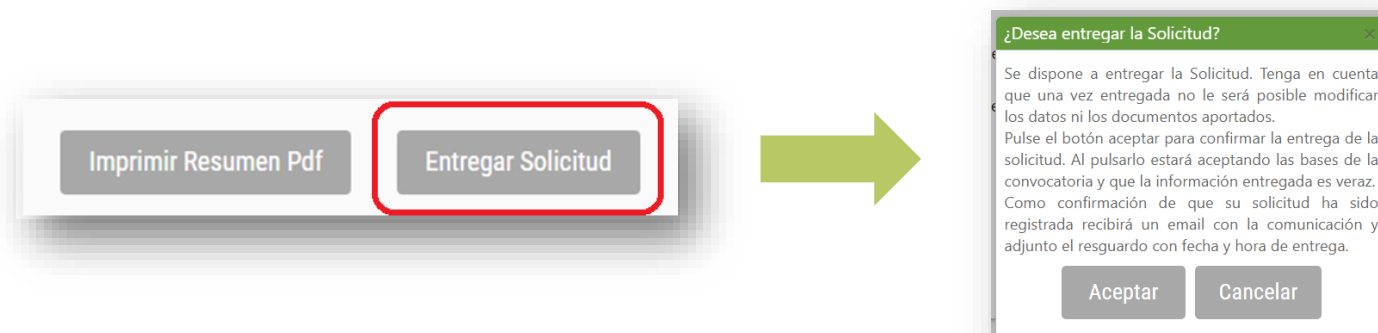 Imprimir Resumen Pdf
Entregar Solicitud
¿Desea entregar la Solicitud?
Se dispone a entregar la Solicitud. Tenga en cuenta
que una vez entregada no le será posible modificar
los datos ni los documentos aportados.
Pulse el botón aceptar para confirmar la entrega de la
solicitud. Al pulsarlo estará aceptando las bases de la
convocatoria y que la información entregada es veraz.
Como confirmación de que su solicitud ha sido
registrada recibirá un email con la comunicación y
adjunto el resguardo con fecha y hora de entrega.
Aceptar
Cancelar